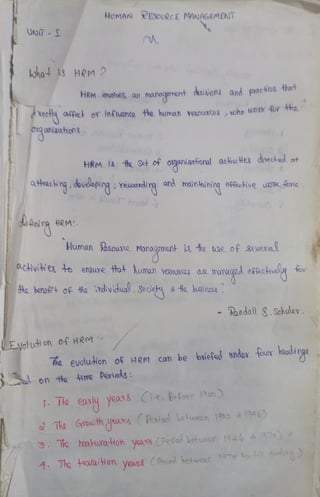 HUMAN RESOURCE MANAGEMENT
UNIT - I
What is HRM ?
HRM involves, all management decisions and practices that
directly affect or influence the human resources, who work for the
organisations.
HRM is the set of organisational activities directed at
attracting, developing, rewarding and maintaining effective work force
Defining HRM:-
"Human Resource Management is the use of several
activities to ensure that human resources are managed effectively for
the benefit of the individual, society & the business".
- Randall S. Schuler.
Evolution of HRM :-
The evolution of HRM can be briefed under four headings
on the time Periods:
1. The early years (i.e. Before 1900)
2. The Growth years (Period between 1900 & 1946)
3. The maturation years (Period between 1946 & 1970)
4. The transition years (Period between